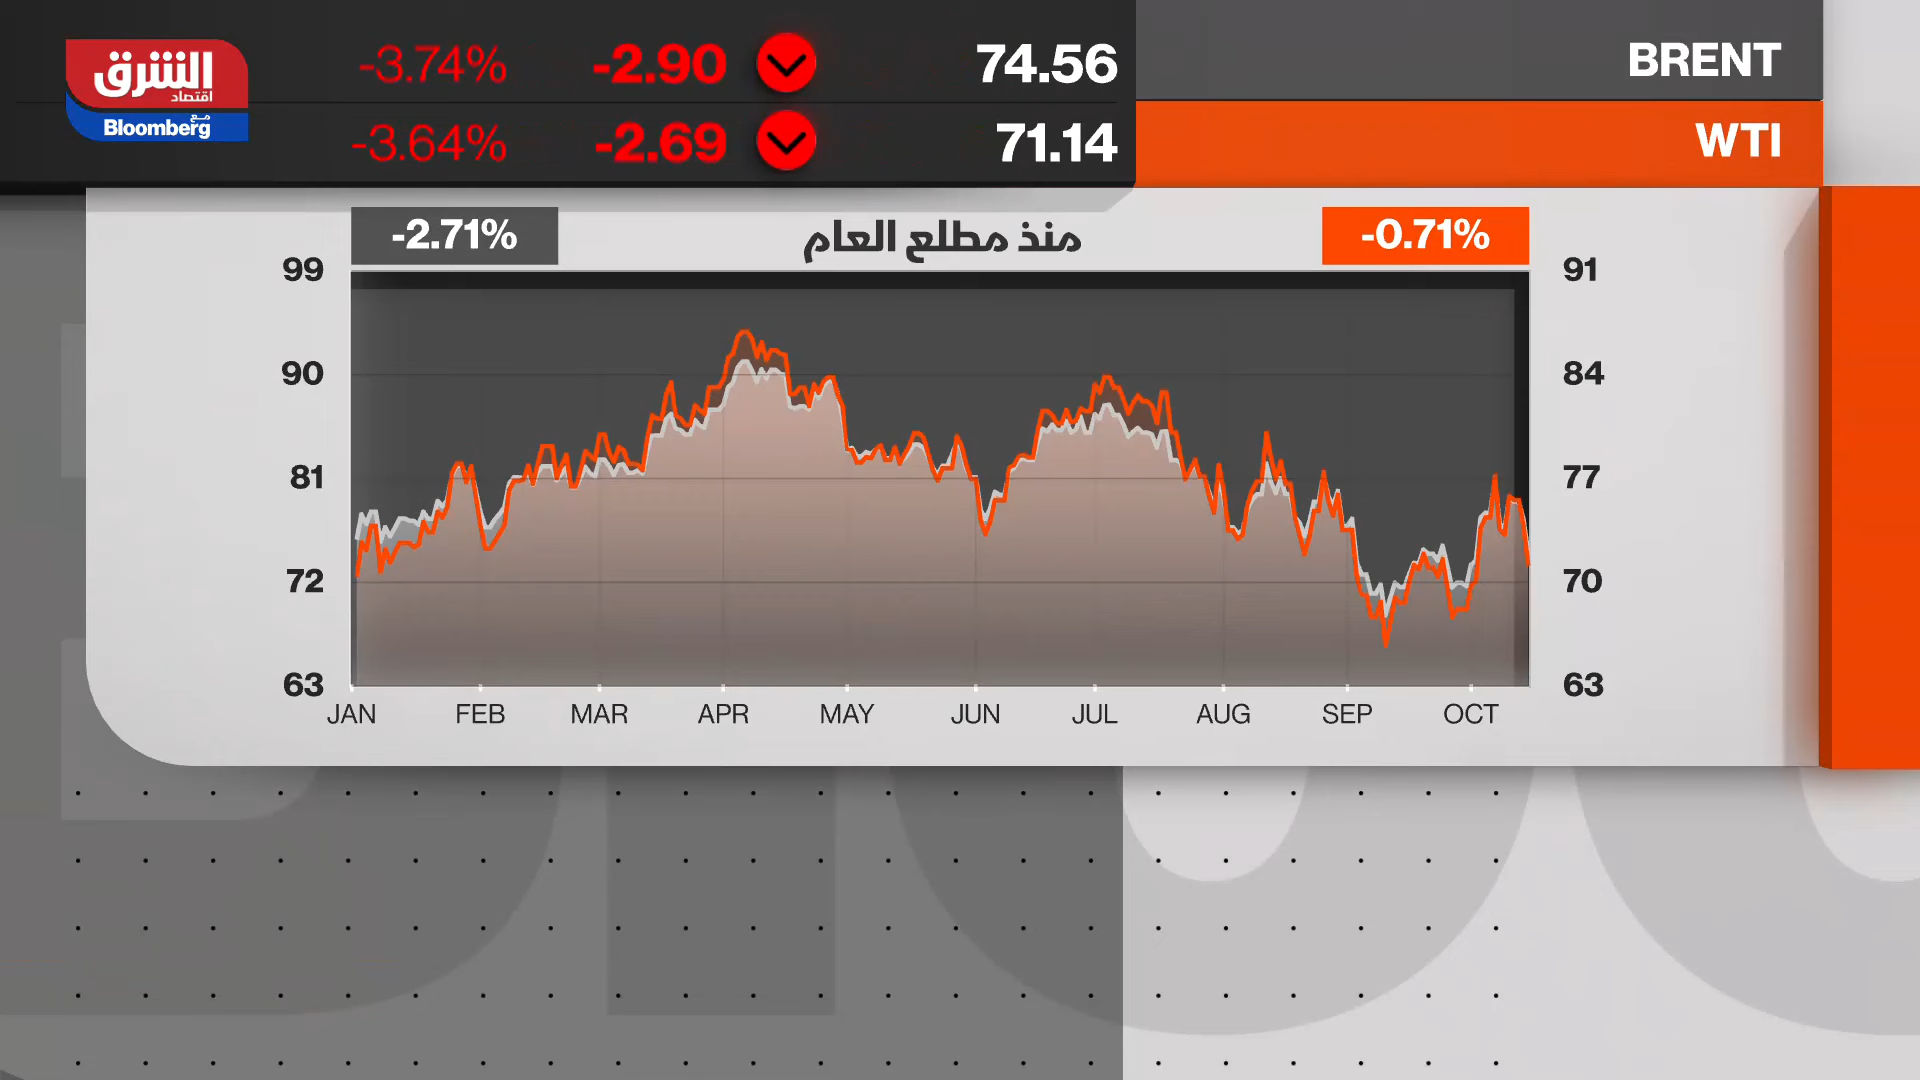 الشرق
اقتصاد
مع
Bloomberg
BRENT 74.56 -2.90 -3.74%
WTI 71.14 -2.69 -3.64%
-2.71% منذ مطلع العام -0.71%
99 91
90 84
81 77
72 70
63 63
JAN FEB MAR APR MAY JUN JUL AUG SEP OCT